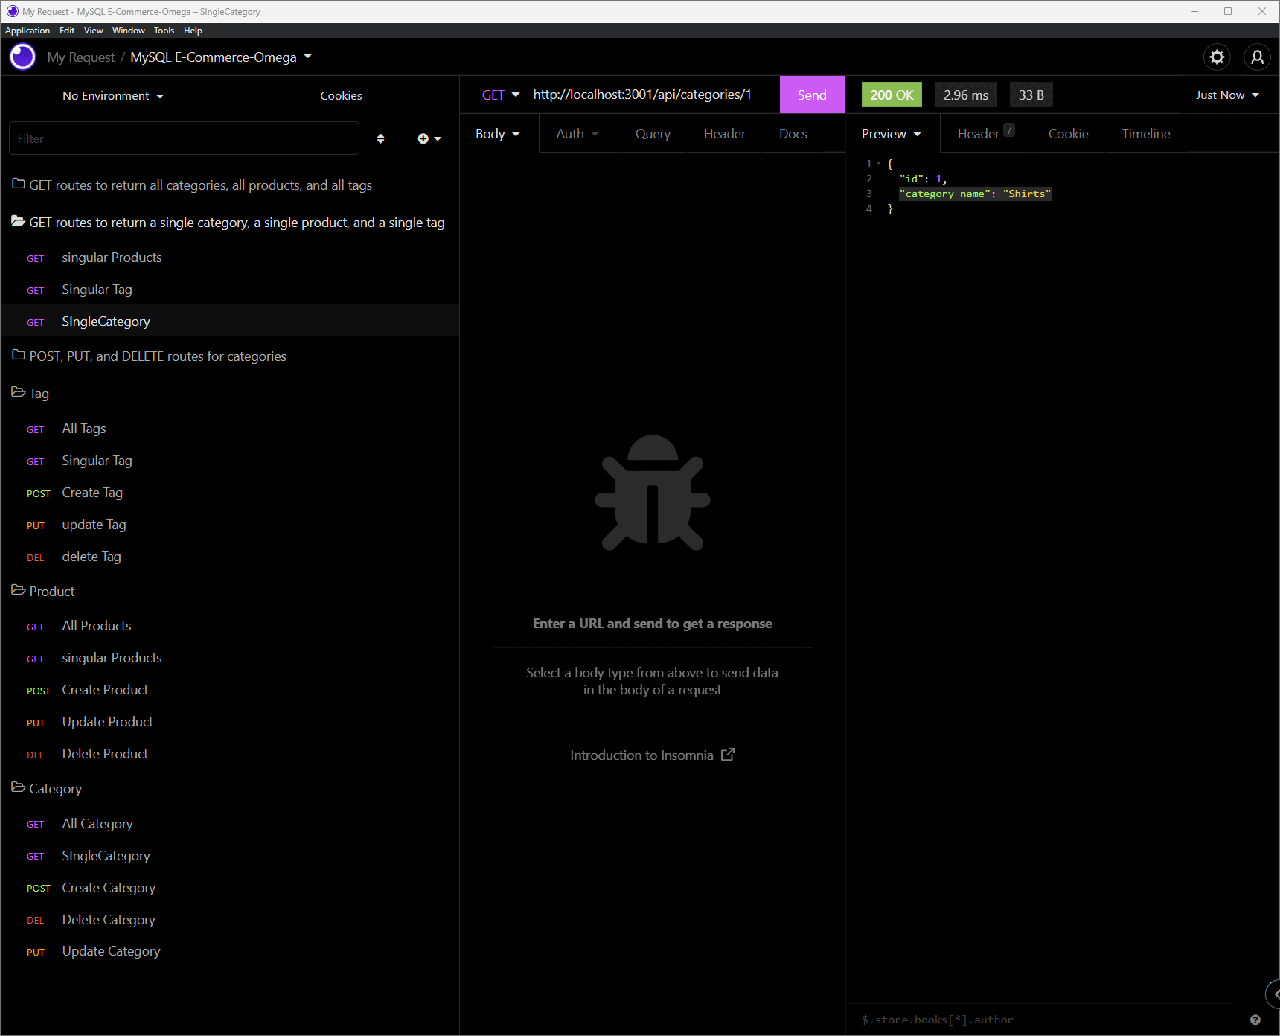 My Request - MySQL E-Commerce-Omega – SIngleCategory
Application Edit View Window Tools Help
My Request / MySQL E-Commerce-Omega
No Environment
Cookies
Filter
GET routes to return all categories, all products, and all tags
GET routes to return a single category, a single product, and a single tag
GET singular Products
GET Singular Tag
GET SIngleCategory
POST, PUT, and DELETE routes for categories
Tag
GET All Tags
GET Singular Tag
POST Create Tag
PUT update Tag
DEL delete Tag
Product
GET All Products
GET singular Products
POST Create Product
PUT Update Product
DEL Delete Product
Category
GET All Category
GET SIngleCategory
POST Create Category
DEL Delete Category
PUT Update Category
GET http://localhost:3001/api/categories/1 Send
Body Auth Query Header Docs
Enter a URL and send to get a response
Select a body type from above to send data
in the body of a request
Introduction to Insomnia
200 OK 2.96 ms 33 B Just Now
Preview Header 7 Cookie Timeline
1 {
2 "id": 1,
3 "category_name": "Shirts"
4 }
$.store.books[*].author